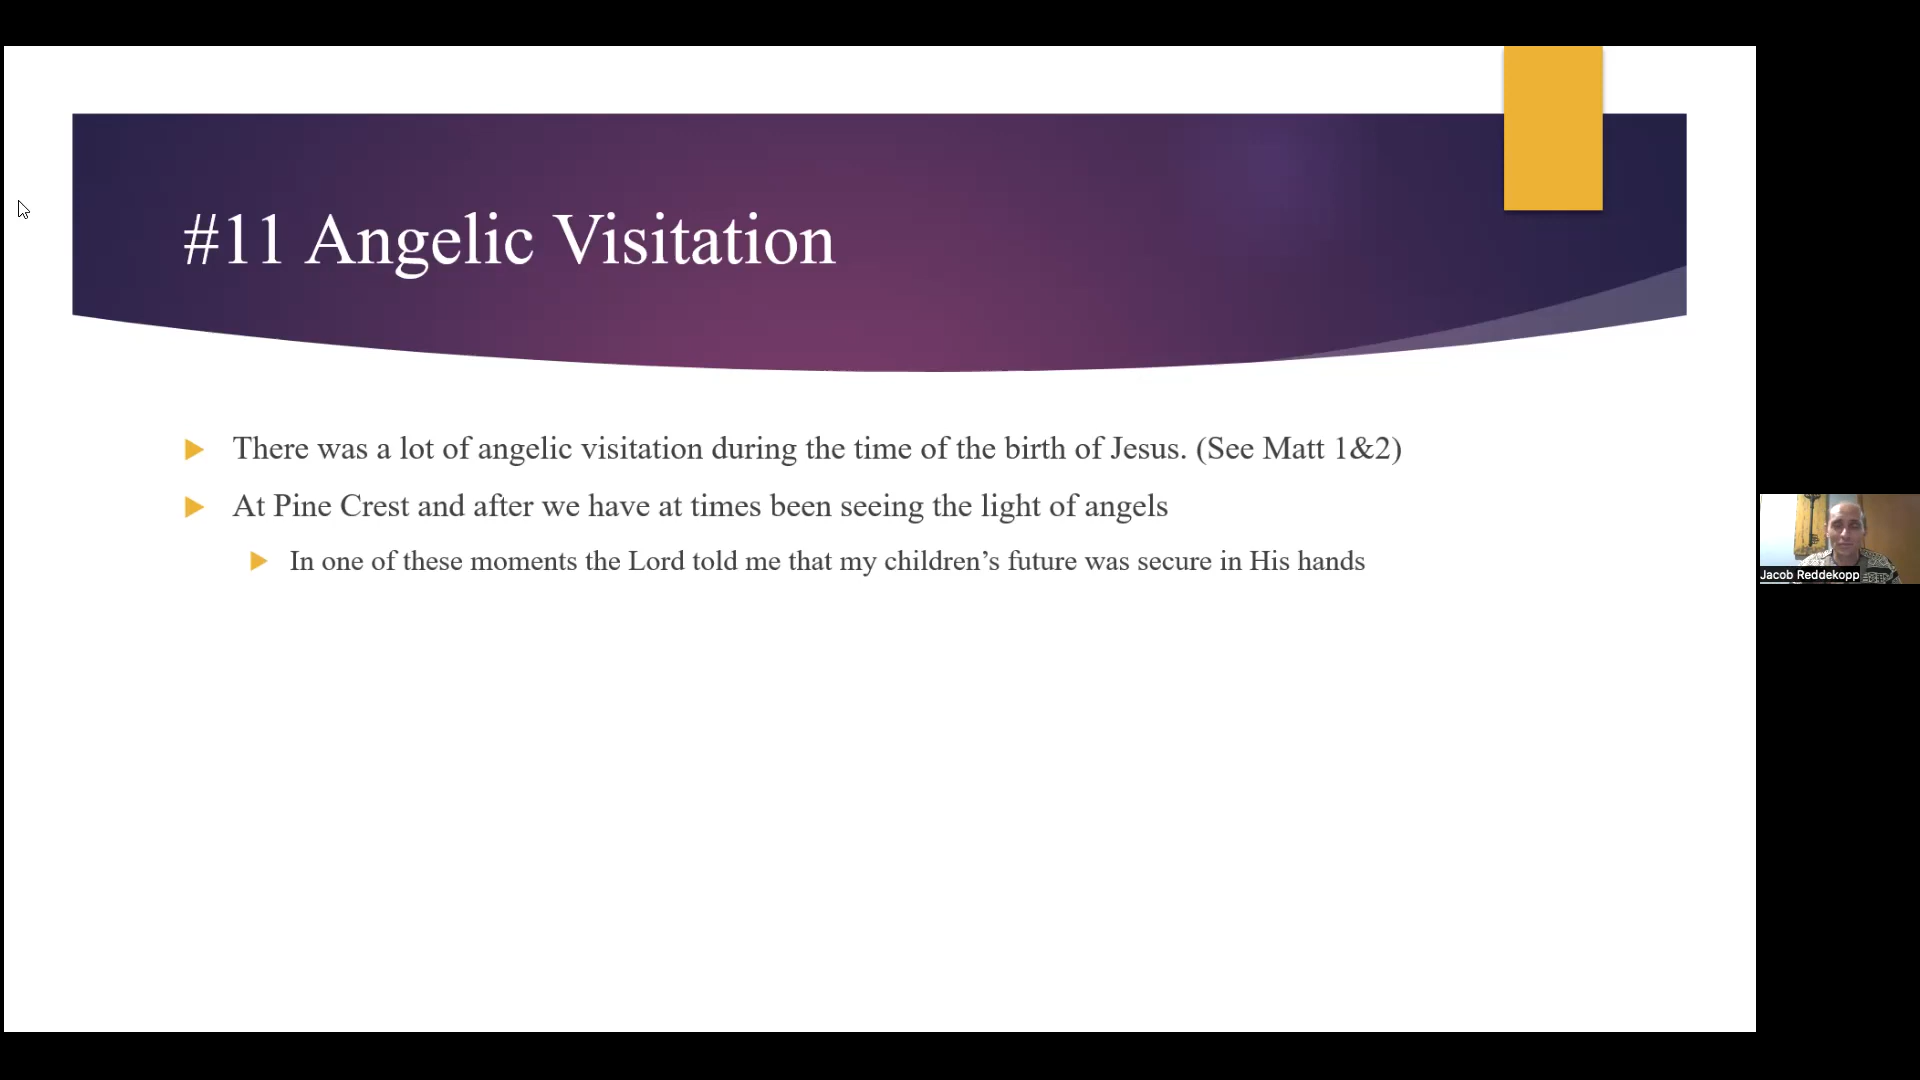 #11 Angelic Visitation
There was a lot of angelic visitation during the time of the birth of Jesus. (See Matt 1&2)
At Pine Crest and after we have at times been seeing the light of angels
In one of these moments the Lord told me that my children’s future was secure in His hands
Jacob Reddekopp